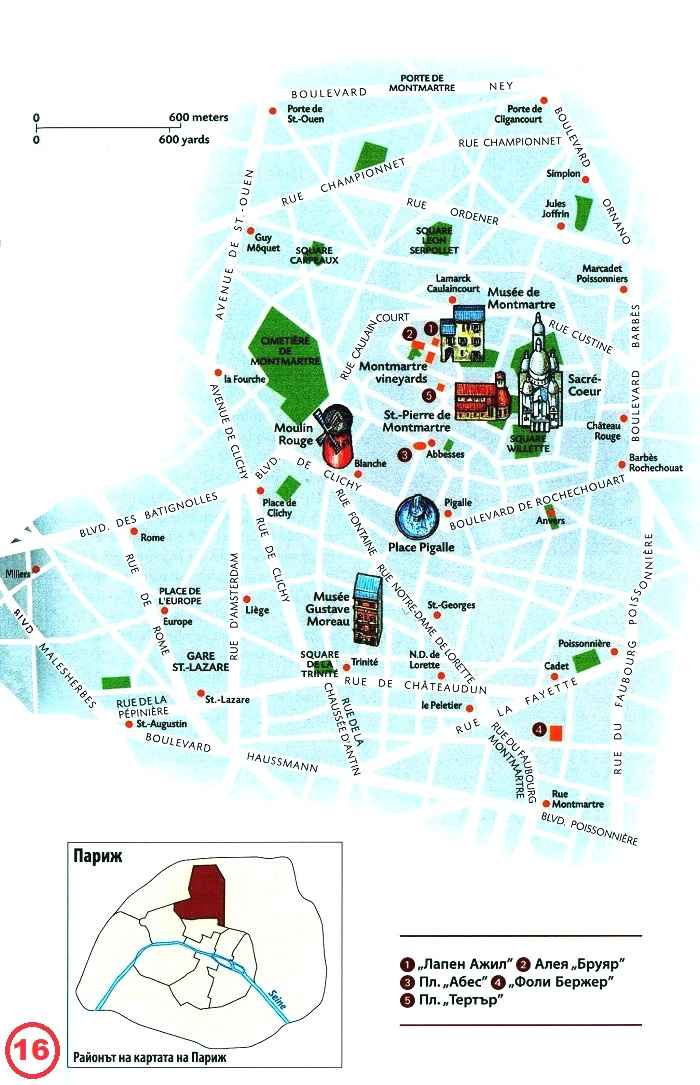 PORTE DE
MONTMARTRE
BOULEVARD NEY
0 600 meters
0 600 yards
Porte de
St.-Ouen
Porte de
Cligancourt
BOULEVARD ORNANO
RUE CHAMPIONNET
RUE CHAMPIONNET
Simplon
Jules
Joffrin
RUE ORDENER
AVENUE DE ST.-OUEN
Guy
Môquet
SQUARE
CARPEAUX
SQUARE
LEON
SERPOLLET
Marcadet
Poissonniers
Lamarck
Caulaincourt
Musée de
Montmartre
RUE CAULAINCOURT
2
1
RUE CUSTINE
BOULEVARD BARBÈS
CIMETIÈRE
DE
MONTMARTRE
Montmartre
vineyards
la Fourche
5
Sacré-
Coeur
St.-Pierre de
Montmartre
Moulin
Rouge
AVENUE DE CLICHY
Château
Rouge
SQUARE
WILLETTE
3
Abbesses
Blanche
BLVD. DE CLICHY
Barbès
Rochechouart
Place de
Clichy
Pigalle
BOULEVARD DE ROCHECHOUART
Anvers
BLVD. DES BATIGNOLLES
Rome
Place Pigalle
RUE FONTAINE
RUE DE CLICHY
RUE D'AMSTERDAM
RUE DE ROME
Miliers
PLACE DE
L'EUROPE
Europe
Liège
Musée
Gustave
Moreau
RUE NOTRE-DAME DE LORETTE
St.-Georges
RUE DU FAUBOURG POISSONNIÈRE
BLVD MALESHERBES
GARE
ST.-LAZARE
SQUARE
DE LA
TRINITÉ
Trinité
N.D. de
Lorette
Poissonnière
Cadet
RUE DE CHÂTEAUDUN
St.-Lazare
RUE DE LA
PÉPINIÈRE
St.-Augustin
RUE DE LA
CHAUSSÉE D'ANTIN
le Peletier
RUE LA FAYETTE
4
RUE DU FAUBOURG
MONTMARTRE
BOULEVARD HAUSSMANN
Rue
Montmartre
BLVD. POISSONNIÈRE
Париж
Seine
Районът на картата на Париж
16
1 „Лапен Ажил” 2 Алея „Бруяр”
3 Пл. „Абес” 4 „Фоли Бержер”
5 Пл. „Тертър”